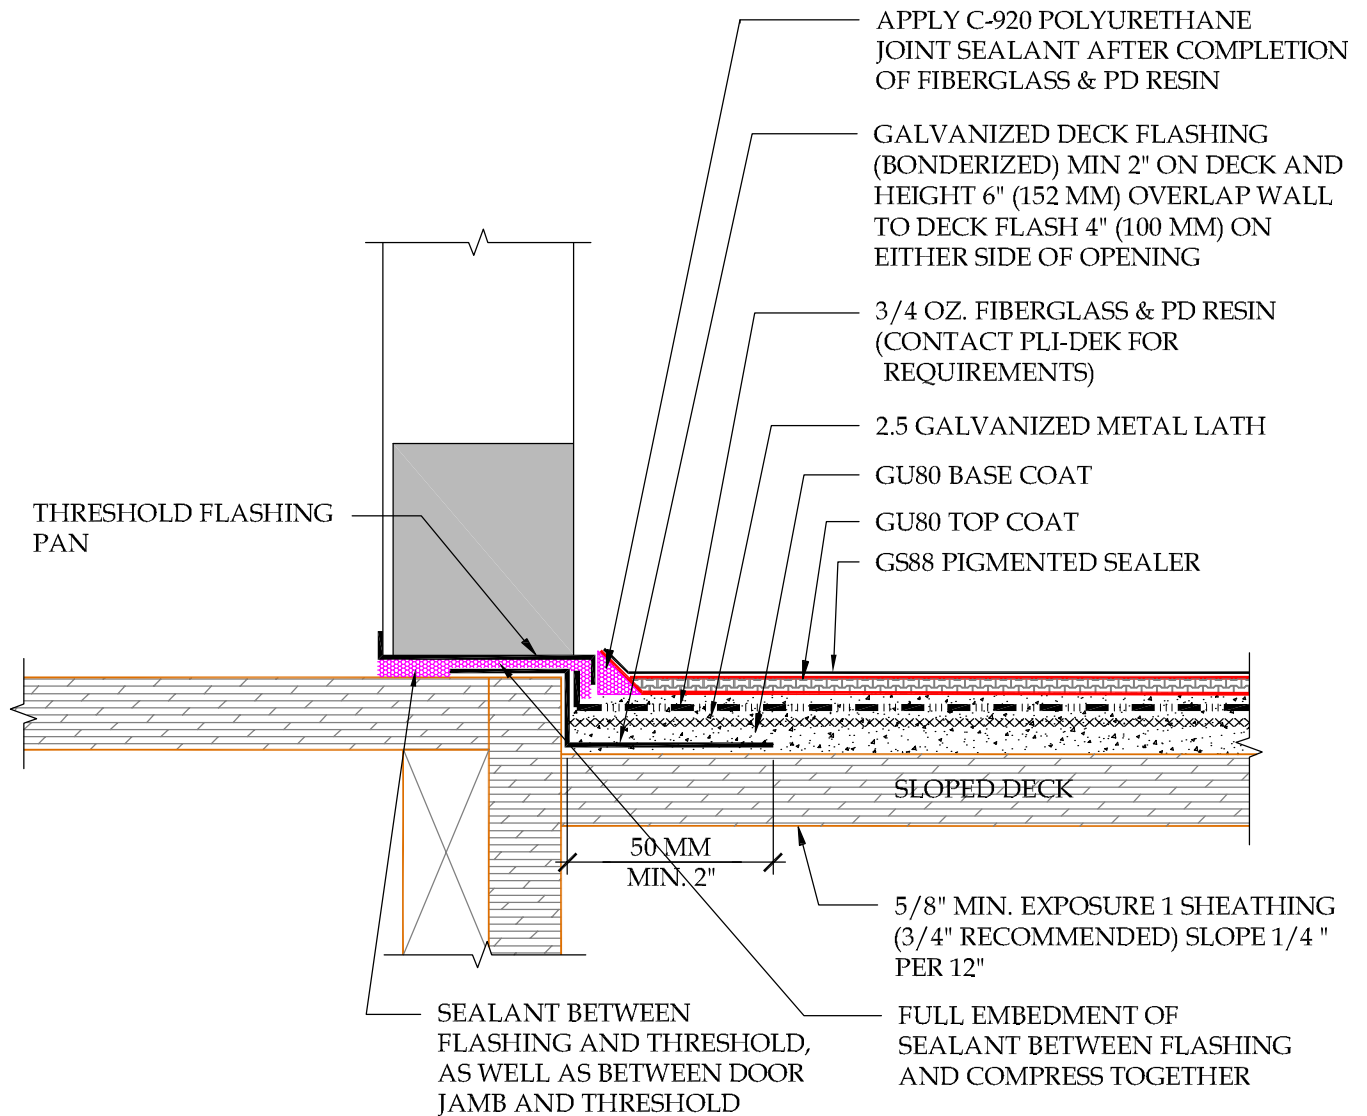 APPLY C-920 POLYURETHANE
JOINT SEALANT AFTER COMPLETION
OF FIBERGLASS & PD RESIN
GALVANIZED DECK FLASHING
(BONDERIZED) MIN 2" ON DECK AND
HEIGHT 6" (152 MM) OVERLAP WALL
TO DECK FLASH 4" (100 MM) ON
EITHER SIDE OF OPENING
3/4 OZ. FIBERGLASS & PD RESIN
(CONTACT PLI-DEK FOR
REQUIREMENTS)
2.5 GALVANIZED METAL LATH
GU80 BASE COAT
GU80 TOP COAT
GS88 PIGMENTED SEALER
THRESHOLD FLASHING
PAN
SLOPED DECK
50 MM
MIN. 2"
5/8" MIN. EXPOSURE 1 SHEATHING
(3/4" RECOMMENDED) SLOPE 1/4 "
PER 12"
SEALANT BETWEEN
FLASHING AND THRESHOLD,
AS WELL AS BETWEEN DOOR
JAMB AND THRESHOLD
FULL EMBEDMENT OF
SEALANT BETWEEN FLASHING
AND COMPRESS TOGETHER